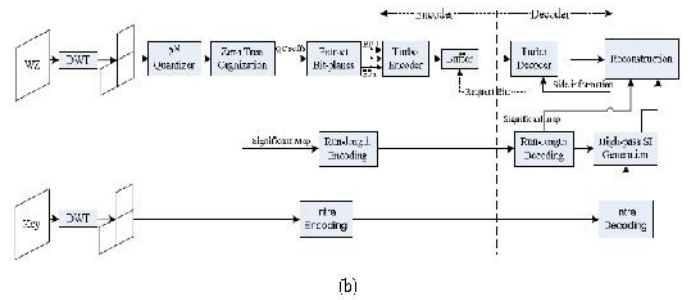 Encoder Decoder
WZ
DWT
Quantizer
Zero Tree
Organization
Extract
Bit-planes
Turbo
Encoder
Buffer
Turbo
Decoder
Reconstruction
Side information
Request Bits
Significant Map
Significant map
Run-length
Encoding
Run-length
Decoding
High-pass SI
Generation
Key
DWT
Intra
Encoding
Intra
Decoding
(b)